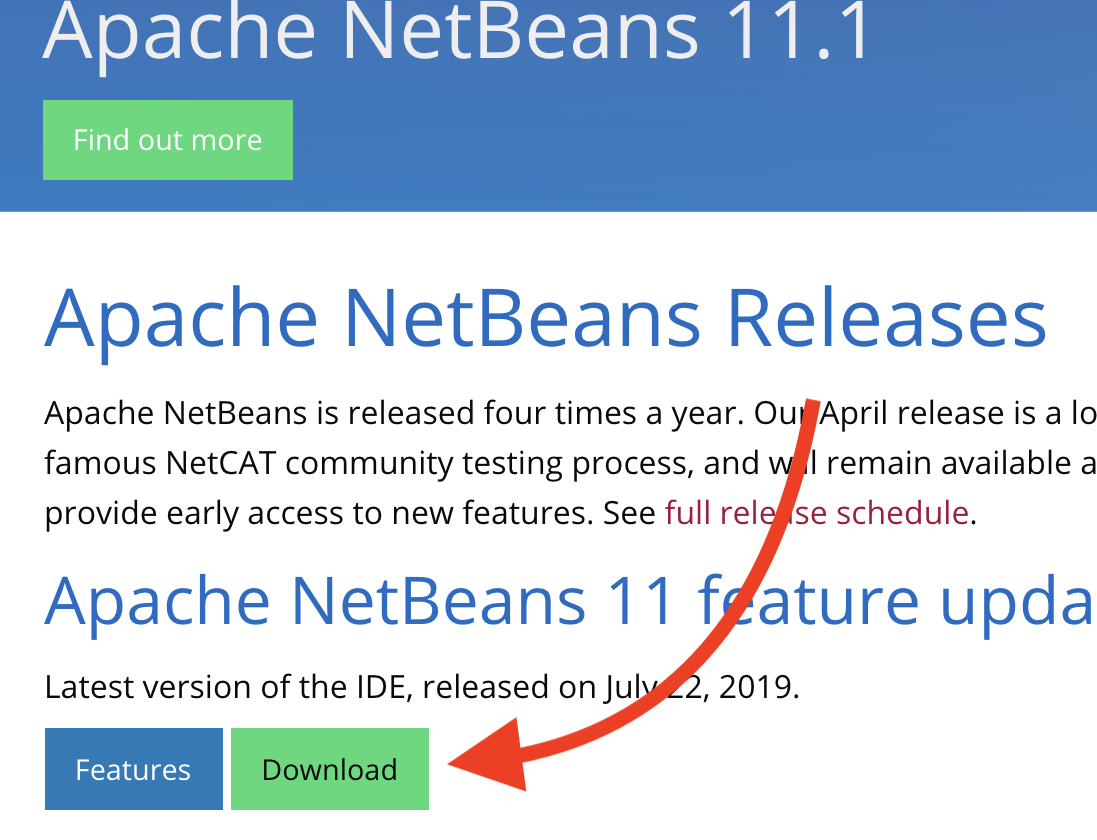 Apache NetBeans 11.1
Find out more
Apache NetBeans Releases
Apache NetBeans is released four times a year. Our April release is a lo
famous NetCAT community testing process, and will remain available a
provide early access to new features. See full release schedule.
Apache NetBeans 11 feature upda
Latest version of the IDE, released on July 22, 2019.
Features Download